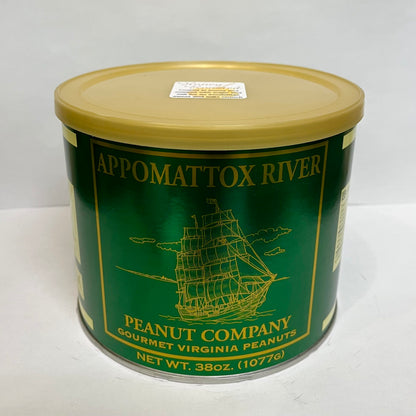 APPOMATTOX RIVER
PEANUT COMPANY
GOURMET VIRGINIA PEANUTS
NET WT. 38OZ. (1077G)